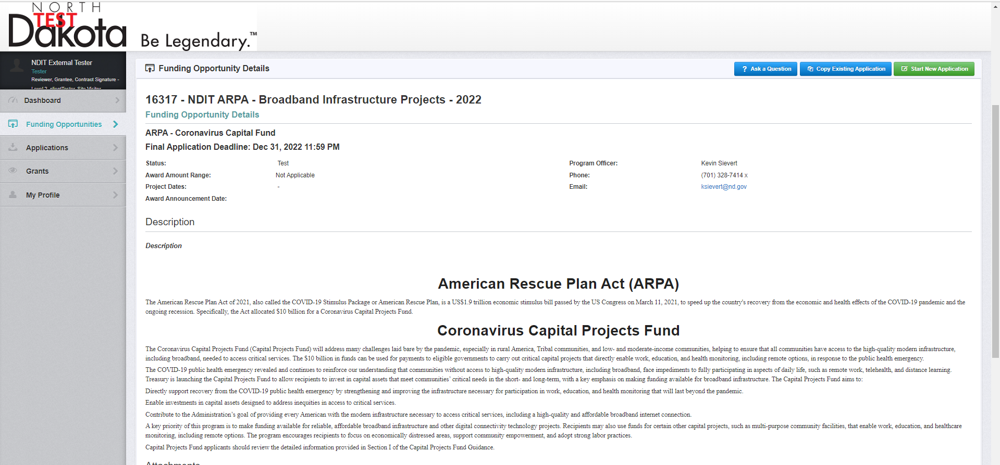 NORTH
TEST
Dakota
Be Legendary.™
NDIT External Tester
Tester
Reviewer, Grantee, Contract Signature -
Level 2, clientTester, Site Visitor
Dashboard
Funding Opportunities
Applications
Grants
My Profile
Funding Opportunity Details
? Ask a Question
Copy Existing Application
Start New Application
16317 - NDIT ARPA - Broadband Infrastructure Projects - 2022
Funding Opportunity Details
ARPA - Coronavirus Capital Fund
Final Application Deadline: Dec 31, 2022 11:59 PM
Status: Test
Award Amount Range: Not Applicable
Project Dates: -
Award Announcement Date:
Program Officer: Kevin Sievert
Phone: (701) 328-7414 x
Email: ksievert@nd.gov
Description
Description
American Rescue Plan Act (ARPA)
The American Rescue Plan Act of 2021, also called the COVID-19 Stimulus Package or American Rescue Plan, is a US$1.9 trillion economic stimulus bill passed by the US Congress on March 11, 2021, to speed up the country's recovery from the economic and health effects of the COVID-19 pandemic and the
ongoing recession. Specifically, the Act allocated $10 billion for a Coronavirus Capital Projects Fund.
Coronavirus Capital Projects Fund
The Coronavirus Capital Projects Fund (Capital Projects Fund) will address many challenges laid bare by the pandemic, especially in rural America, Tribal communities, and low- and moderate-income communities, helping to ensure that all communities have access to the high-quality modern infrastructure,
including broadband, needed to access critical services. The $10 billion in funds can be used for payments to eligible governments to carry out critical capital projects that directly enable work, education, and health monitoring, including remote options, in response to the public health emergency.
The COVID-19 public health emergency revealed and continues to reinforce our understanding that communities without access to high-quality modern infrastructure, including broadband, face impediments to fully participating in aspects of daily life, such as remote work, telehealth, and distance learning.
Treasury is launching the Capital Projects Fund to allow recipients to invest in capital assets that meet communities’ critical needs in the short- and long-term, with a key emphasis on making funding available for broadband infrastructure. The Capital Projects Fund aims to:
Directly support recovery from the COVID-19 public health emergency by strengthening and improving the infrastructure necessary for participation in work, education, and health monitoring that will last beyond the pandemic.
Enable investments in capital assets designed to address inequities in access to critical services.
Contribute to the Administration’s goal of providing every American with the modern infrastructure necessary to access critical services, including a high-quality and affordable broadband internet connection.
A key priority of this program is to make funding available for reliable, affordable broadband infrastructure and other digital connectivity technology projects. Recipients may also use funds for certain other capital projects, such as multi-purpose community facilities, that enable work, education, and healthcare
monitoring, including remote options. The program encourages recipients to focus on economically distressed areas, support community empowerment, and adopt strong labor practices.
Capital Projects Fund applicants should review the detailed information provided in Section I of the Capital Projects Fund Guidance.
Attachments